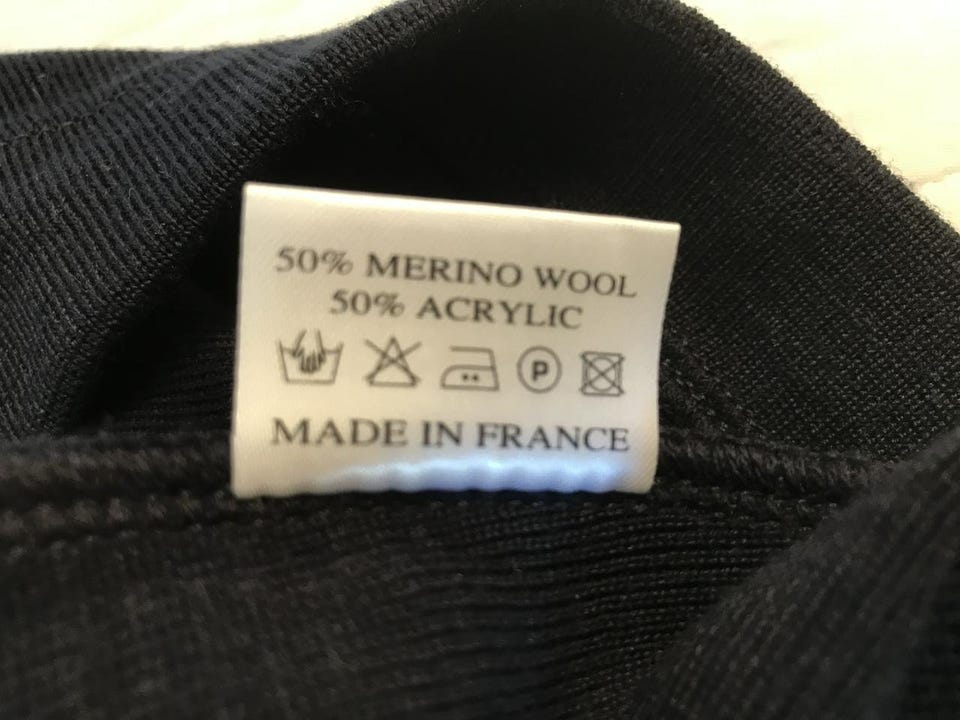 50% MERINO WOOL
50% ACRYLIC
P
MADE IN FRANCE